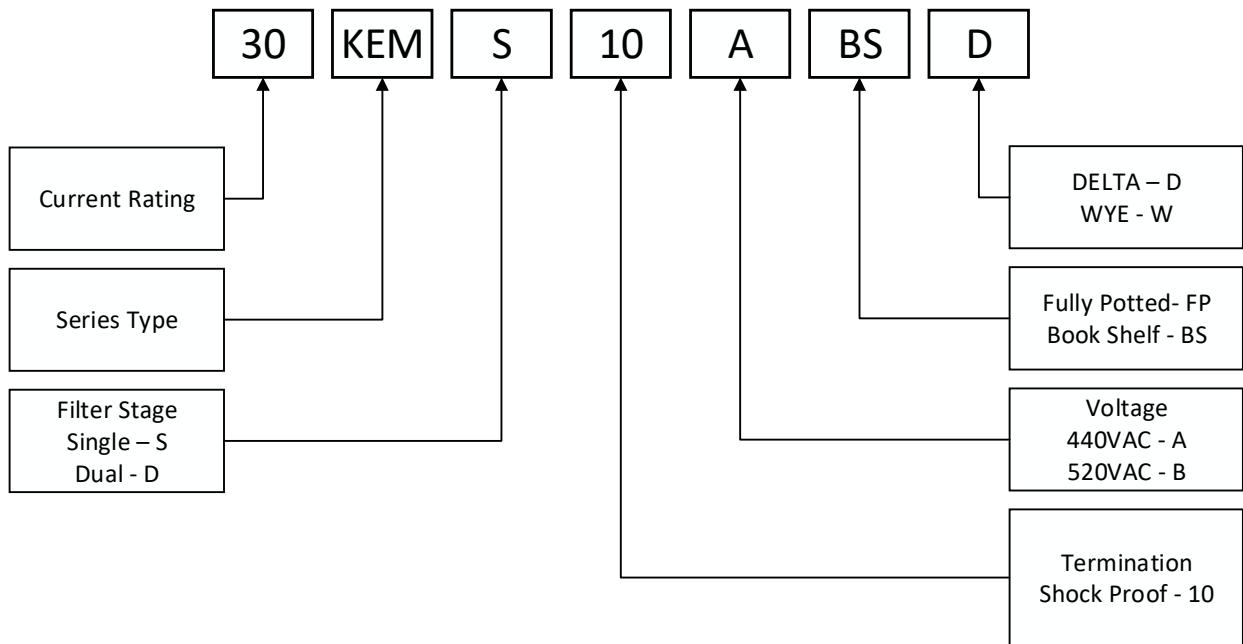 30 KEM S 10 A BS D
Current Rating
Series Type
Filter Stage
Single – S
Dual - D
DELTA – D
WYE - W
Fully Potted- FP
Book Shelf - BS
Voltage
440VAC - A
520VAC - B
Termination
Shock Proof - 10